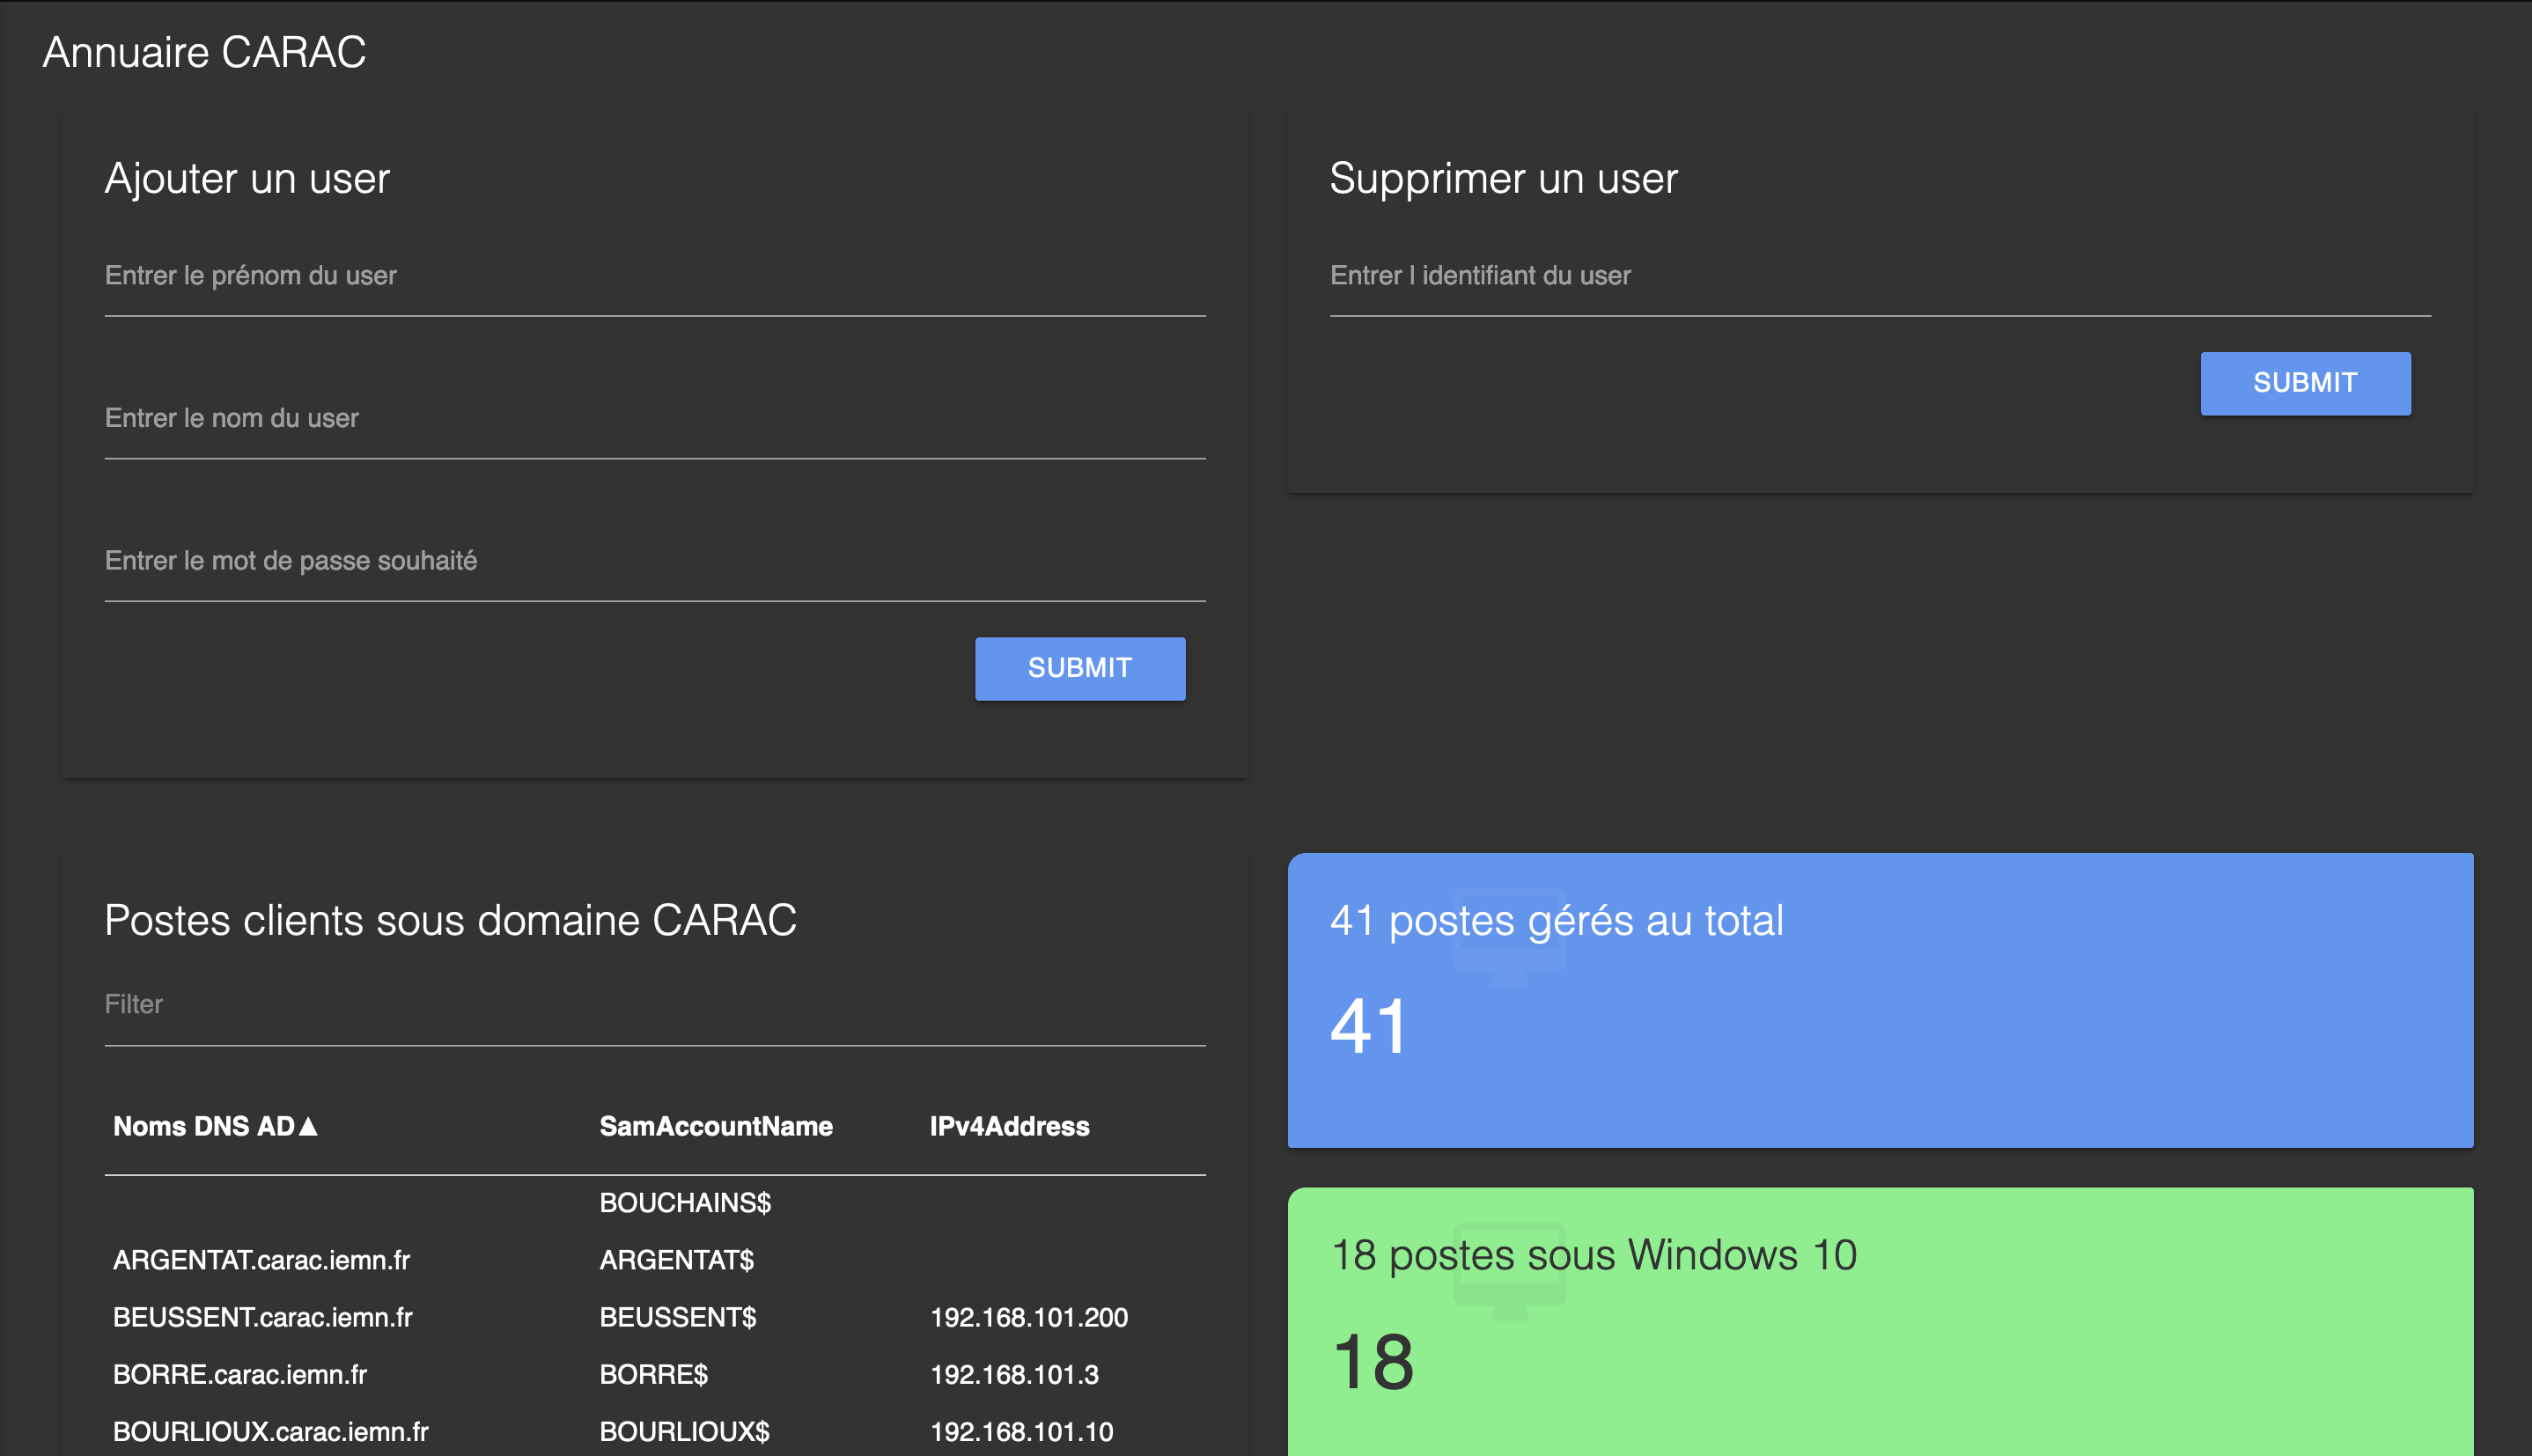 Annuaire CARAC
Ajouter un user
Entrer le prénom du user
Entrer le nom du user
Entrer le mot de passe souhaité
SUBMIT
Supprimer un user
Entrer l identifiant du user
SUBMIT
Postes clients sous domaine CARAC
Filter
Noms DNS AD▲ SamAccountName IPv4Address
BOUCHAINS$
ARGENTAT.carac.iemn.fr ARGENTAT$
BEUSSENT.carac.iemn.fr BEUSSENT$ 192.168.101.200
BORRE.carac.iemn.fr BORRE$ 192.168.101.3
BOURLIOUX.carac.iemn.fr BOURLIOUX$ 192.168.101.10
41 postes gérés au total
41
18 postes sous Windows 10
18